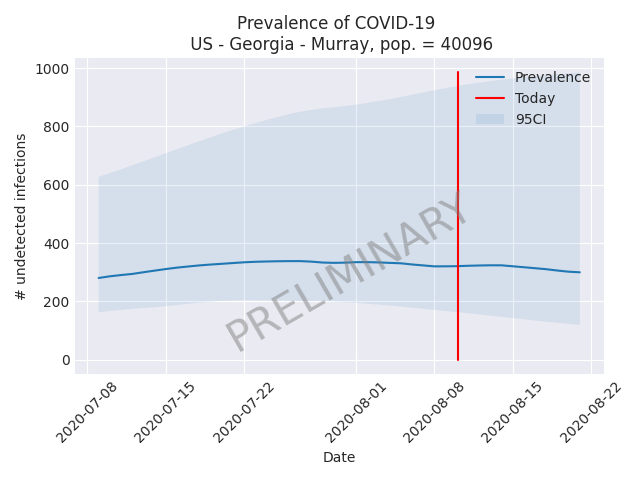 Prevalence of COVID-19
US - Georgia - Murray, pop. = 40096
Prevalence
Today
95CI
PRELIMINARY
# undetected infections
1000
800
600
400
200
0
2020-07-08
2020-07-15
2020-07-22
2020-08-01
2020-08-08
2020-08-15
2020-08-22
Date